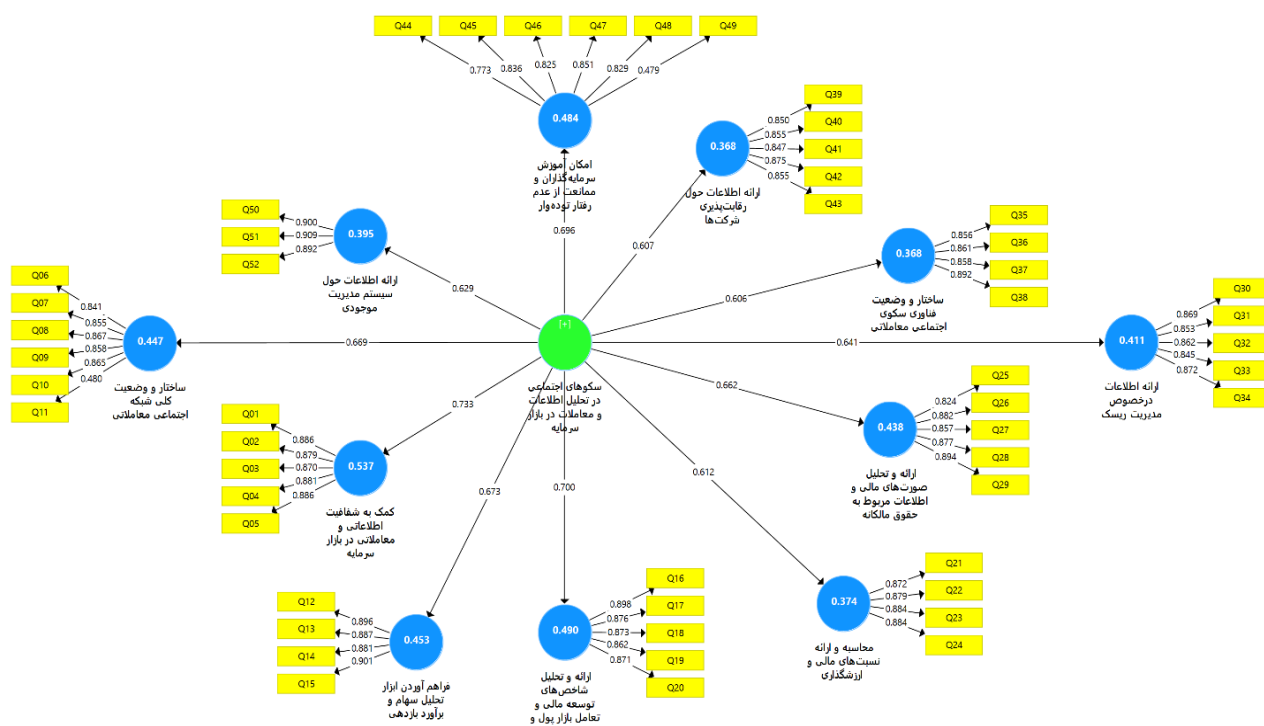 Q44
Q45
Q46
Q47
Q48
Q49
0.773
0.836
0.825
0.851
0.829
0.479
0.484
امکان آموزش
سرمایه‌گذاران و
ممانعت از عدم
رفتار توده‌وار
0.696
Q39
Q40
Q41
Q42
Q43
0.850
0.855
0.847
0.875
0.855
0.368
ارائه اطلاعات حول
رقابت‌پذیری
شرکت‌ها
0.607
Q50
Q51
Q52
0.900
0.909
0.892
0.395
ارائه اطلاعات حول
سیستم مدیریت
موجودی
0.629
Q35
Q36
Q37
Q38
0.856
0.861
0.858
0.892
0.368
ساختار و وضعیت
فناوری سکوی
اجتماعی معاملاتی
0.606
Q06
Q07
Q08
Q09
Q10
Q11
0.841
0.855
0.867
0.858
0.865
0.480
0.447
ساختار و وضعیت
کلی شبکه
اجتماعی معاملاتی
0.669
[+]
سکوهای اجتماعی
در تحلیل اطلاعات
و معاملات در بازار
سرمایه
0.641
Q30
Q31
Q32
Q33
Q34
0.869
0.853
0.862
0.845
0.872
0.411
ارائه اطلاعات
درخصوص
مدیریت ریسک
Q01
Q02
Q03
Q04
Q05
0.886
0.879
0.870
0.881
0.886
0.537
کمک به شفافیت
اطلاعاتی و
معاملاتی در بازار
سرمایه
0.733
0.662
Q25
Q26
Q27
Q28
Q29
0.824
0.882
0.857
0.877
0.894
0.438
ارائه و تحلیل
صورت‌های مالی و
اطلاعات مربوط به
حقوق مالکانه
Q12
Q13
Q14
Q15
0.896
0.887
0.881
0.901
0.453
فراهم آوردن ابزار
تحلیل سهام و
برآورد بازدهی
0.673
0.700
Q16
Q17
Q18
Q19
Q20
0.898
0.876
0.873
0.862
0.871
0.490
ارائه و تحلیل
شاخص‌های
توسعه مالی و
تعامل بازار پول و
0.612
Q21
Q22
Q23
Q24
0.872
0.879
0.884
0.884
0.374
محاسبه و ارائه
نسبت‌های مالی و
ارزشگذاری